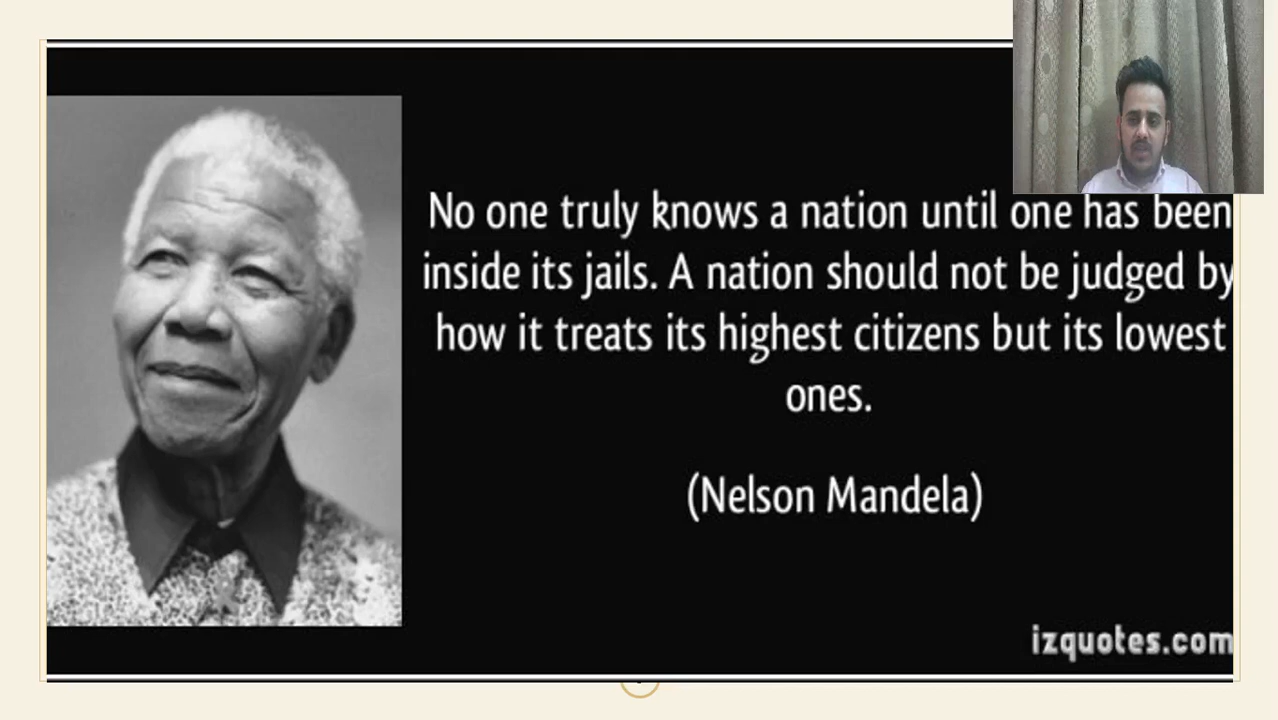 No one truly knows a nation until one has been
inside its jails. A nation should not be judged by
how it treats its highest citizens but its lowest
ones.
(Nelson Mandela)
izquotes.com